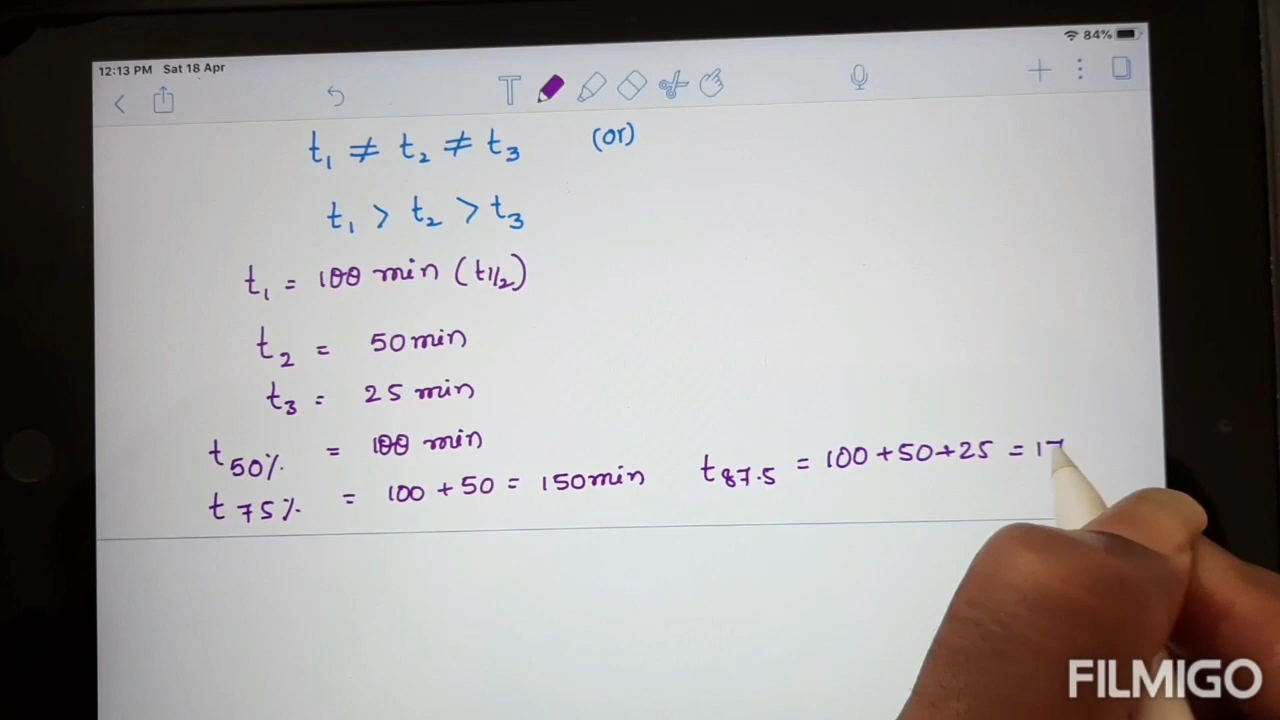 12:13 PM Sat 18 Apr
84%
T
t₁ ≠ t₂ ≠ t₃ (or)
t₁ > t₂ > t₃
t₁ = 100 min (t1/2)
t₂ = 50 min
t₃ = 25 min
t50% = 100 min
t75% = 100 + 50 = 150 min
t87.5 = 100 + 50 + 25 = 17
FILMIGO